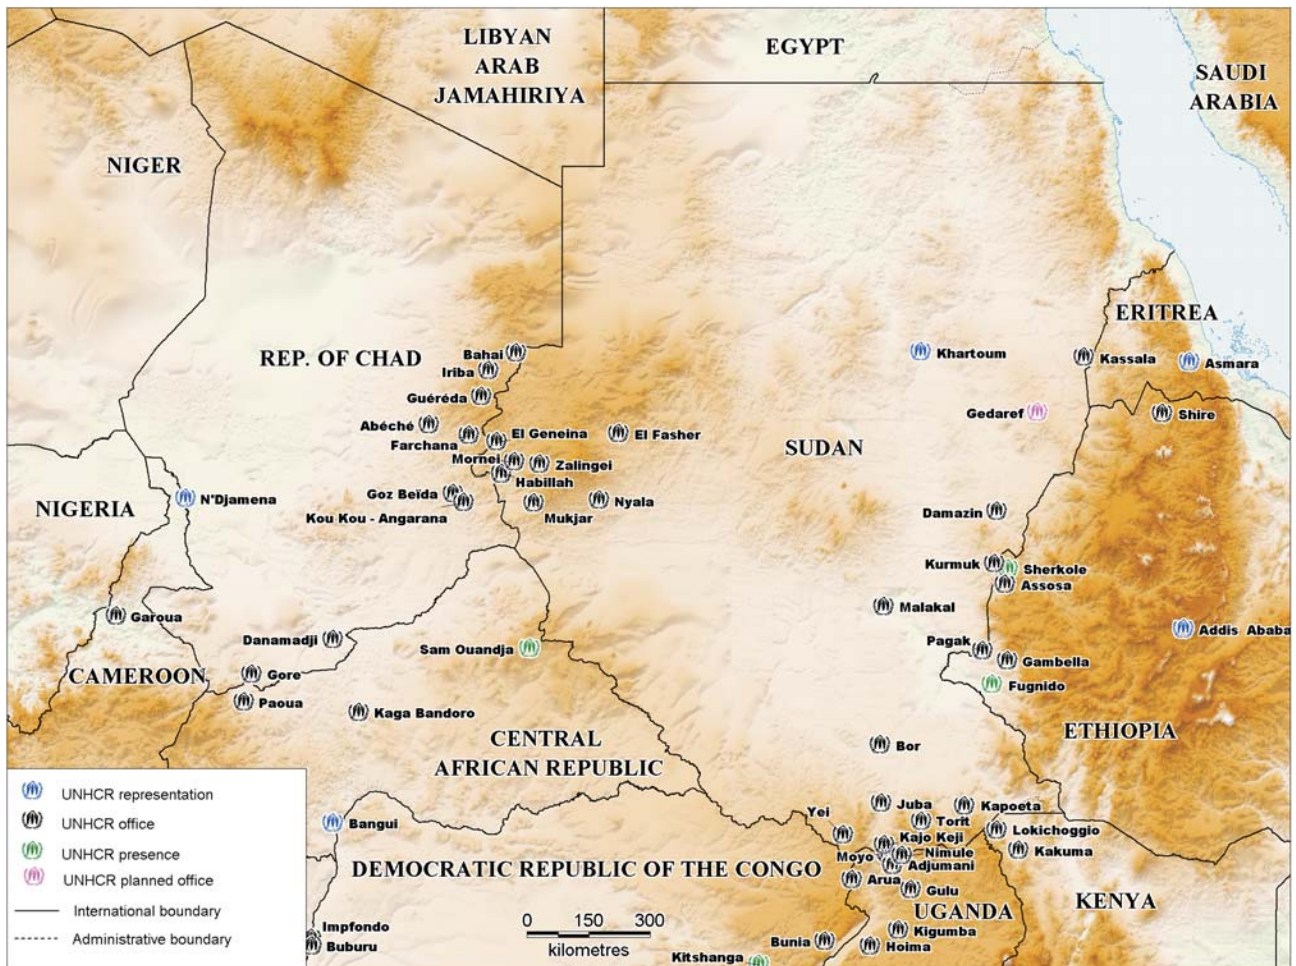 LIBYAN
ARAB
JAMAHIRIYA
EGYPT
SAUDI
ARABIA
NIGER
ERITREA
REP. OF CHAD
Bahai
Iriba
Khartoum
Kassala
Asmara
Guéréda
Gedaref
Shire
Abéché
Farchana
El Geneina
El Fasher
SUDAN
Mornei
Zalingei
Habillah
Goz Beïda
Kou Kou - Angarana
Mukjar
Nyala
NIGERIA
N'Djamena
Damazin
Kurmuk
Sherkole
Assosa
Garoua
Malakal
Addis Ababa
Danamadji
Sam Ouandja
Pagak
Gambella
CAMEROON
Gore
Fugnido
Paoua
Kaga Bandoro
ETHIOPIA
CENTRAL
AFRICAN REPUBLIC
Bor
Yei
Juba
Kapoeta
Bangui
Torit
Lokichoggio
Kajo Keji
Kakuma
Moyo
Nimule
Adjumani
DEMOCRATIC REPUBLIC OF THE CONGO
Arua
Gulu
UGANDA
KENYA
Impfondo
Buburu
Kigumba
Bunia
Hoima
Kitshanga
0 150 300
kilometres
UNHCR representation
UNHCR office
UNHCR presence
UNHCR planned office
International boundary
Administrative boundary